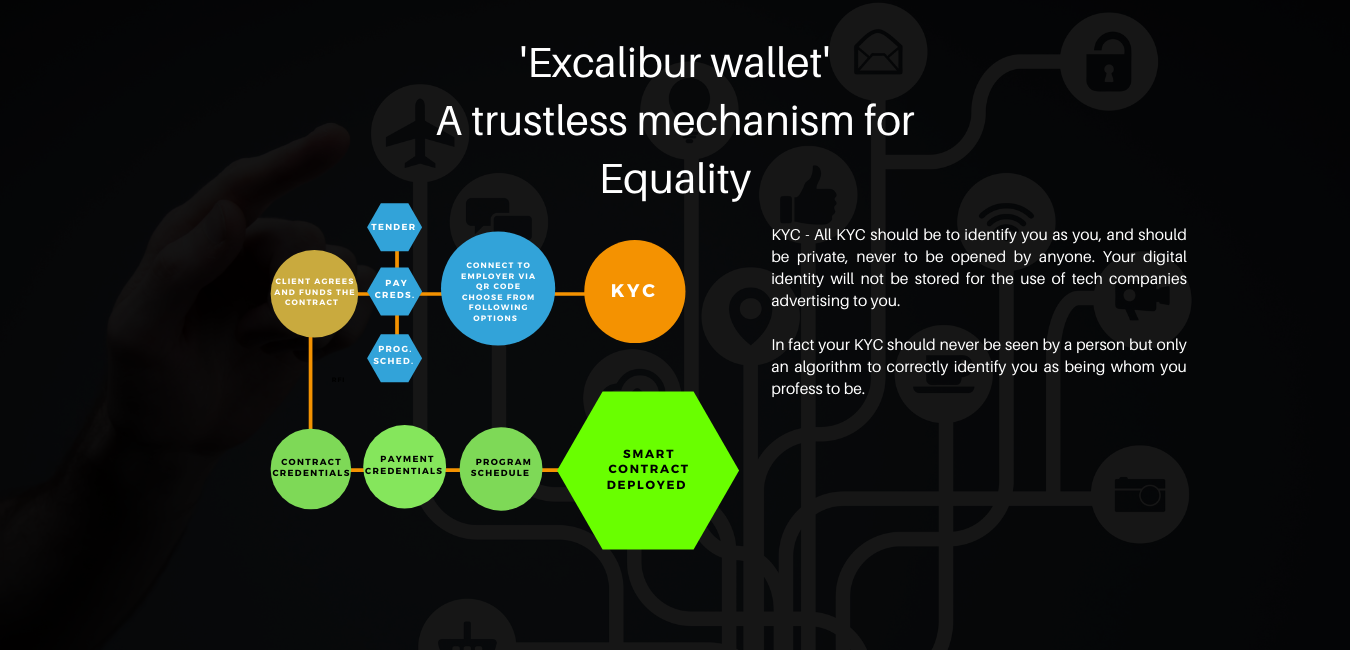 'Excalibur wallet'
A trustless mechanism for
Equality
TENDER
CLIENT AGREES
AND FUNDS THE
CONTRACT
PAY
CREDS.
PROG.
SCHED.
CONNECT TO
EMPLOYER VIA
QR CODE
CHOOSE FROM
FOLLOWING
OPTIONS
KYC
KYC - All KYC should be to identify you as you, and should
be private, never to be opened by anyone. Your digital
identity will not be stored for the use of tech companies
advertising to you.
In fact your KYC should never be seen by a person but only
an algorithm to correctly identify you as being whom you
profess to be.
CONTRACT
CREDENTIALS
PAYMENT
CREDENTIALS
PROGRAM
SCHEDULE
SMART
CONTRACT
DEPLOYED